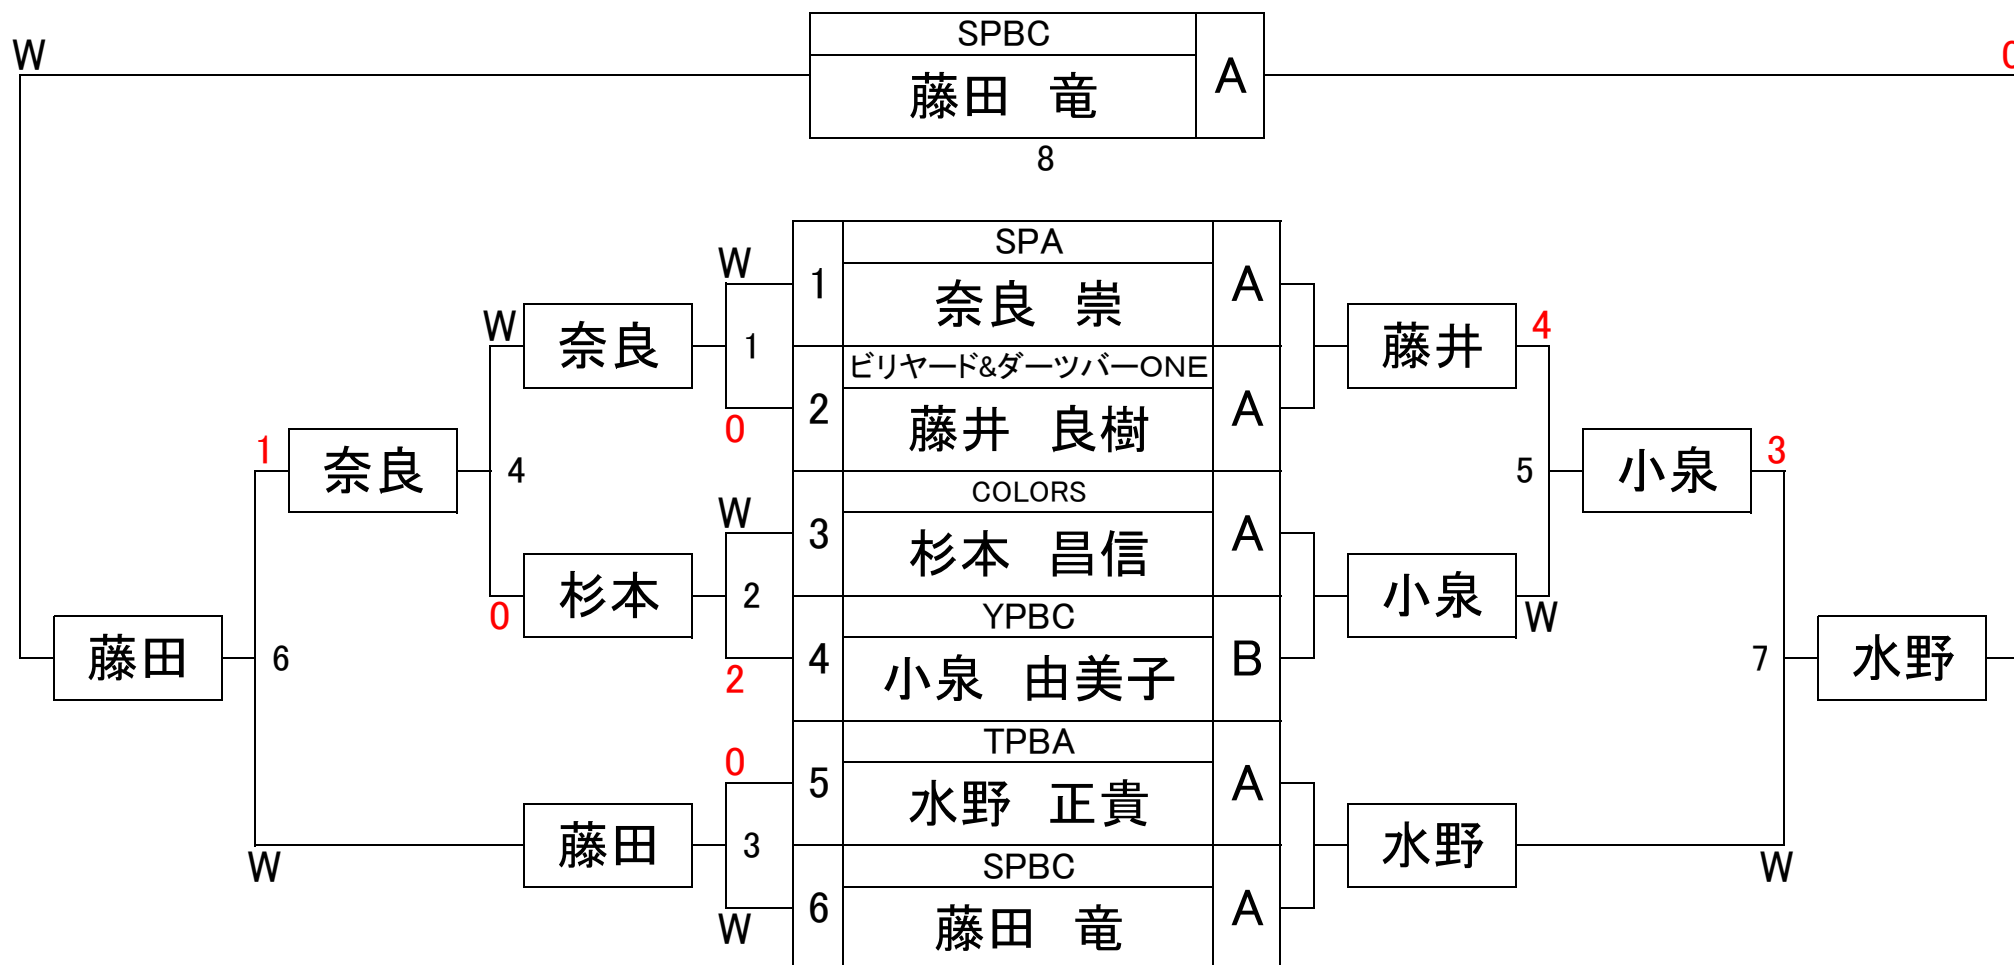 SPBC
W
0
藤田 竜
A
8
SPA
W
1
奈良 崇
A
W
奈良
1
藤井
4
ビリヤード&ダーツバーONE
2
藤井 良樹
A
0
1
奈良
4
5
小泉
3
COLORS
W
3
杉本 昌信
A
杉本
2
小泉
0
W
YPBC
4
小泉 由美子
B
2
藤田
6
7
水野
TPBA
0
5
水野 正貴
A
藤田
3
水野
W
W
SPBC
6
藤田 竜
A
W